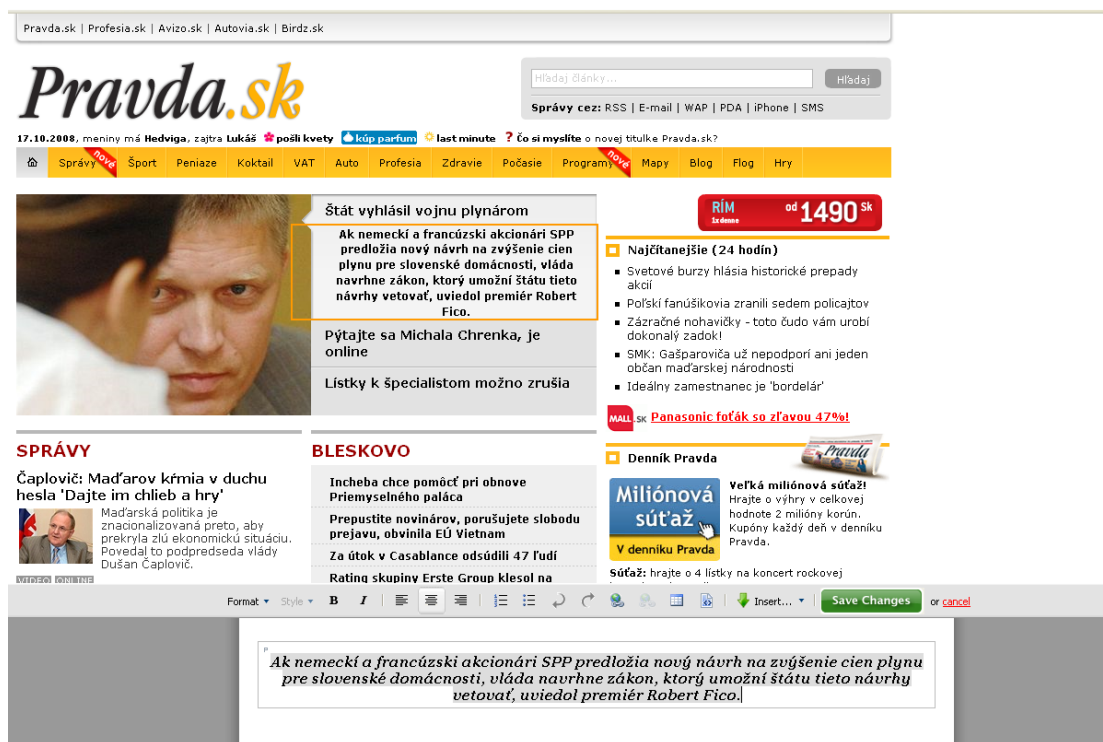 Pravda.sk | Profesia.sk | Avizo.sk | Autovia.sk | Birdz.sk
Pravda.sk
Hľadaj články...
Hľadaj
Správy cez: RSS | E-mail | WAP | PDA | iPhone | SMS
17.10.2008, meniny má Hedviga, zajtra Lukáš pošli kvety kúp parfum last minute ? Čo si myslíte o novej titulke Pravda.sk?
Správy nové Šport Peniaze Koktail VAT Auto Profesia Zdravie Počasie Programy nové Mapy Blog Flog Hry
Štát vyhlásil vojnu plynárom
Ak nemeckí a francúzski akcionári SPP
predložia nový návrh na zvýšenie cien
plynu pre slovenské domácnosti, vláda
navrhne zákon, ktorý umožní štátu tieto
návrhy vetovať, uviedol premiér Robert
Fico.
Pýtajte sa Michala Chrenka, je
online
Lístky k špecialistom možno zrušia
RÍM
1x denne
od 1490 Sk
Najčítanejšie (24 hodín)
Svetové burzy hlásia historické prepady
akcií
Poľskí fanúšikovia zranili sedem policajtov
Zázračné nohavičky - toto čudo vám urobí
dokonalý zadok!
SMK: Gašparoviča už nepodporí ani jeden
občan maďarskej národnosti
Ideálny zamestnanec je 'bordelár'
MALL.SK Panasonic foťák so zľavou 47%!
SPRÁVY
Čaplovič: Maďarov kŕmia v duchu
hesla 'Dajte im chlieb a hry'
Maďarská politika je
znacionalizovaná preto, aby
prekryla zlú ekonomickú situáciu.
Povedal to podpredseda vlády
Dušan Čaplovič.
VIDEO ONLINE
BLESKOVO
Incheba chce pomôcť pri obnove
Priemyselného paláca
Prepustite novinárov, porušujete slobodu
prejavu, obvinila EÚ Vietnam
Za útok v Casablance odsúdili 47 ľudí
Rating skupiny Erste Group klesol na
Denník Pravda
Pravda
Miliónová
súťaž
V denníku Pravda
Veľká miliónová súťaž!
Hrajte o výhry v celkovej
hodnote 2 milióny korún.
Kupóny každý deň v denníku
Pravda.
Súťaž: hrajte o 4 lístky na koncert rockovej
Format Style B I Insert... Save Changes or cancel
P
Ak nemeckí a francúzski akcionári SPP predložia nový návrh na zvýšenie cien plynu
pre slovenské domácnosti, vláda navrhne zákon, ktorý umožní štátu tieto návrhy
vetovať, uviedol premiér Robert Fico.